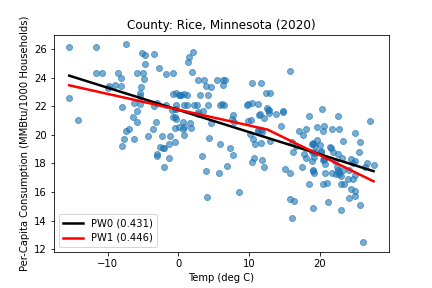 County: Rice, Minnesota (2020)
Per-Capita Consumption (MMBtu/1000 Households)
26
24
22
20
18
16
14
12
PW0 (0.431)
PW1 (0.446)
−10 0 10 20
Temp (deg C)